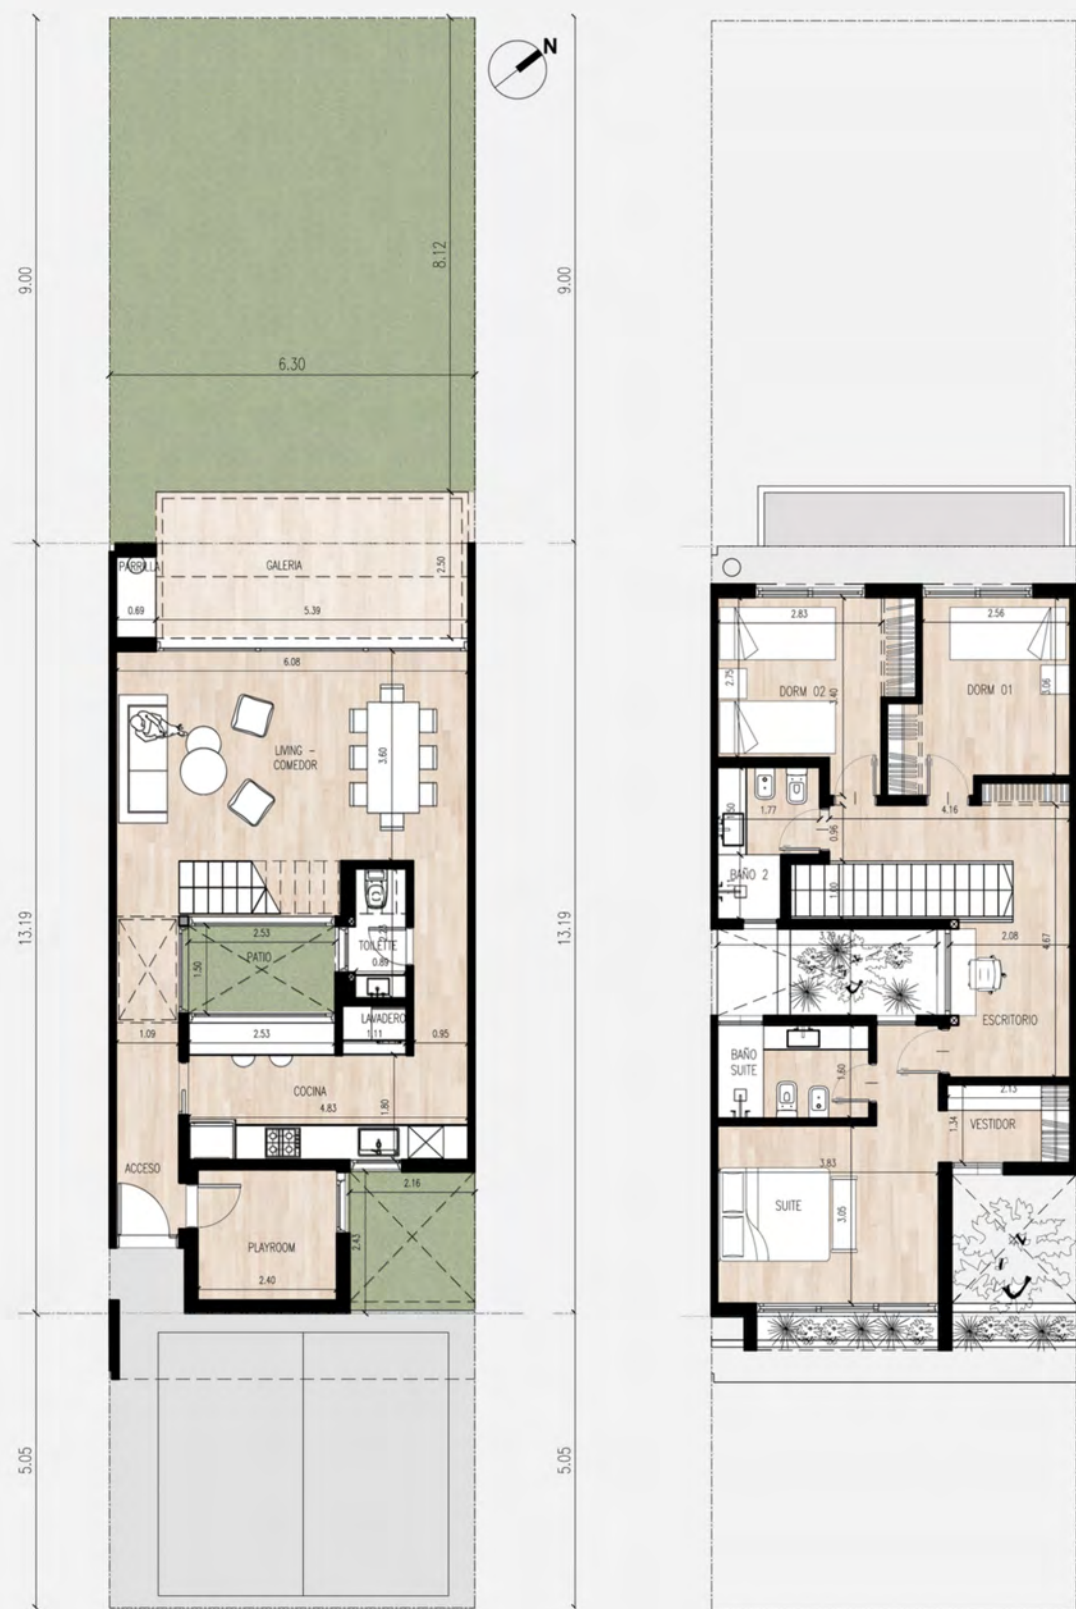 N
9.00
8.12
9.00
6.30
PARRILLA
GALERIA
2.50
0.69
5.39
6.08
LIVING –
COMEDOR
3.60
13.19
2.53
PATIO
1.50
2.23
TOILETTE
0.89
LAVADERO
1.11
1.09
2.53
0.95
COCINA
4.83
1.80
ACCESO
2.16
PLAYROOM
2.43
2.40
5.05
13.19
5.05
2.83
2.56
2.75
DORM 02
3.40
DORM 01
3.06
1.77
4.16
0.96
BAÑO 2
1.00
2.08
4.67
ESCRITORIO
BAÑO
SUITE
1.60
2.13
1.34
VESTIDOR
3.83
SUITE
3.05